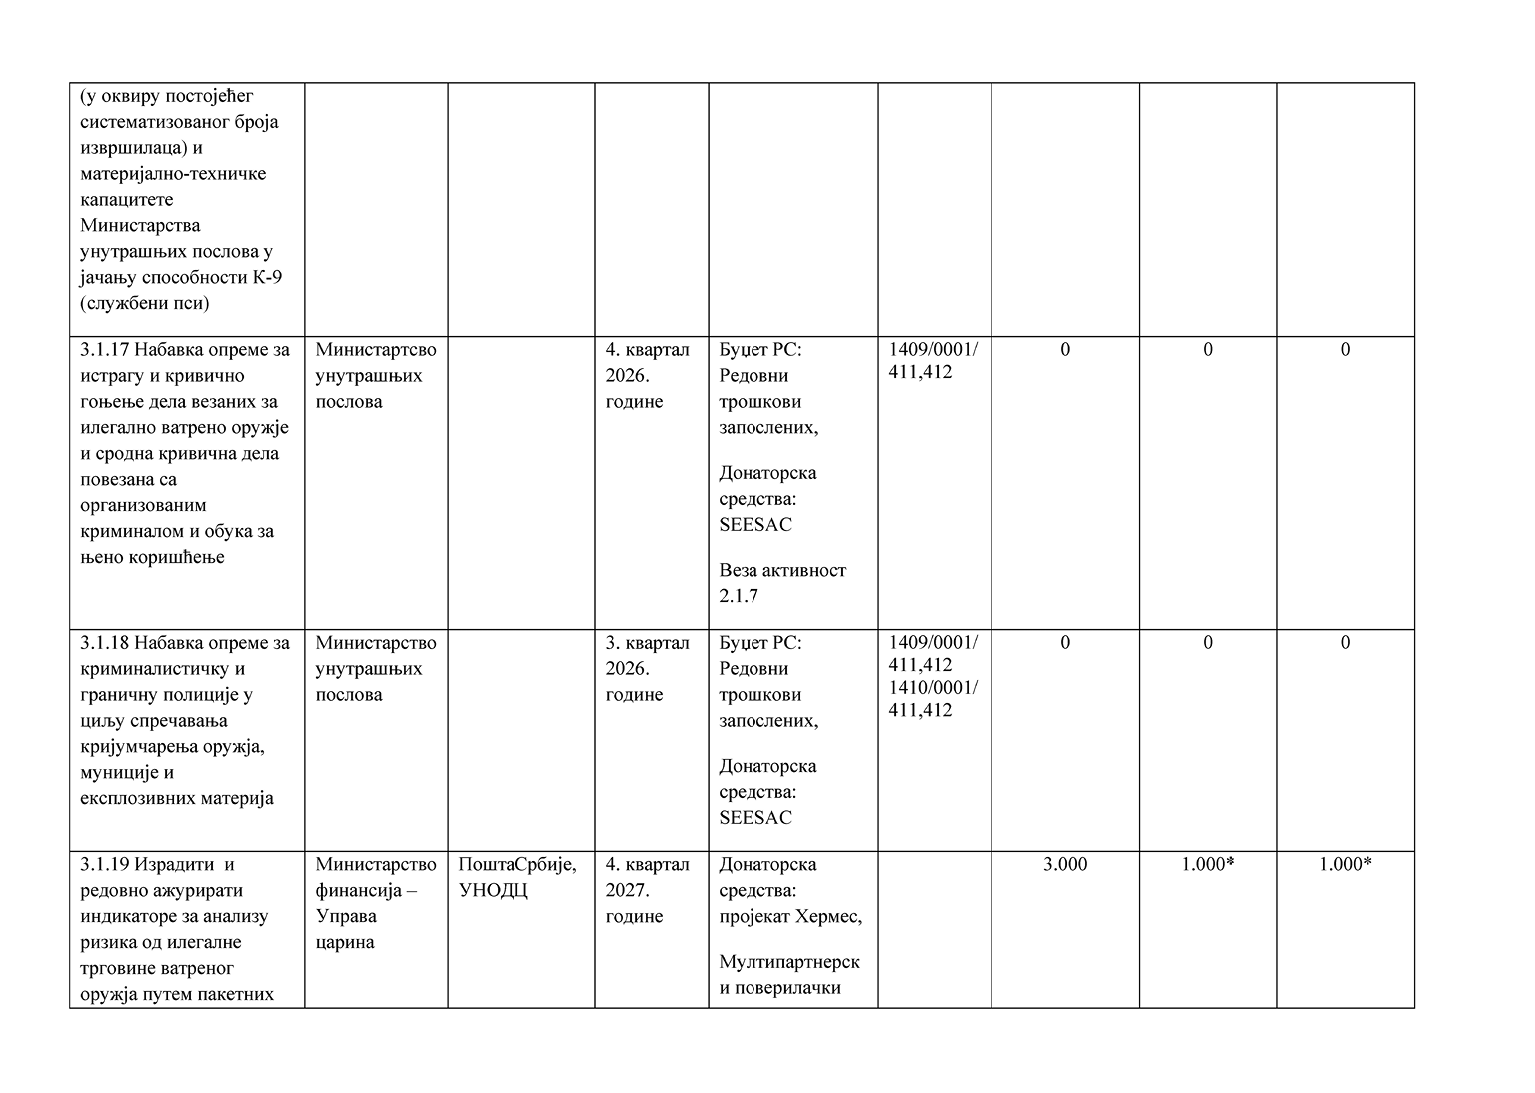 (у оквиру постојећег
систематизованог броја
извршилаца) и
материјално-техничке
капацитете
Министарства
унутрашњих послова у
јачању способности К-9
(службени пси)
3.1.17 Набавка опреме за
истрагу и кривично
гоњење дела везаних за
илегално ватрено оружје
и сродна кривична дела
повезана са
организованим
криминалом и обука за
њено коришћење
Министартсво
унутрашњих
послова
4. квартал
2026.
године
Буџет РС:
Редовни
трошкови
запослених,
Донаторска
средства:
SEESAC
Веза активност
2.1.7
1409/0001/
411,412
0
0
0
3.1.18 Набавка опреме за
криминалистичку и
граничну полицијe у
циљу спречавања
кријумчарења оружја,
муниције и
експлозивних материја
Министарство
унутрашњих
послова
3. квартал
2026.
године
Буџет РС:
Редовни
трошкови
запослених,
Донаторска
средства:
SEESAC
1409/0001/
411,412
1410/0001/
411,412
0
0
0
3.1.19 Израдити  и
редовно ажурирати
индикаторе за анализу
ризика од илегалне
трговине ватреног
оружја путем пакетних
Министарство
финансија –
Управа
царина
ПоштаСрбије,
УНОДЦ
4. квартал
2027.
године
Донаторска
средства:
пројекат Хермес,
Мултипартнерск
и поверилачки
3.000
1.000*
1.000*